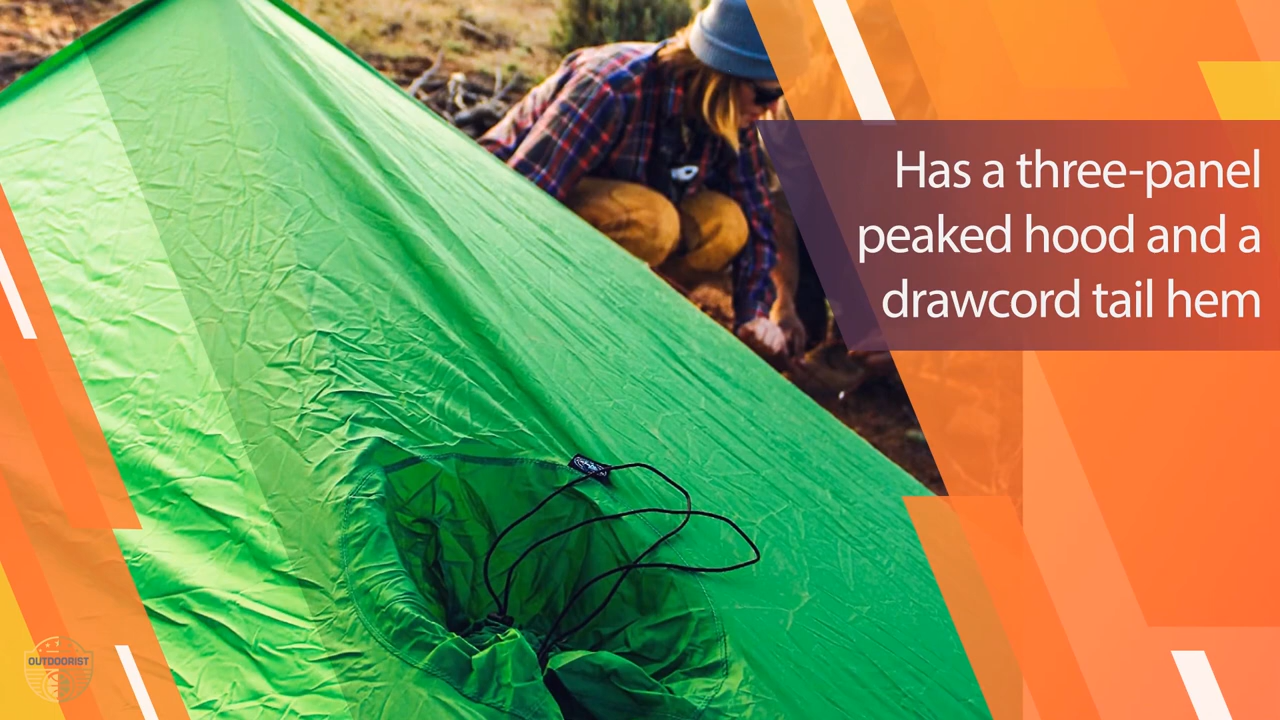 Has a three-panel
peaked hood and a
drawcord tail hem
OUTDOORIST